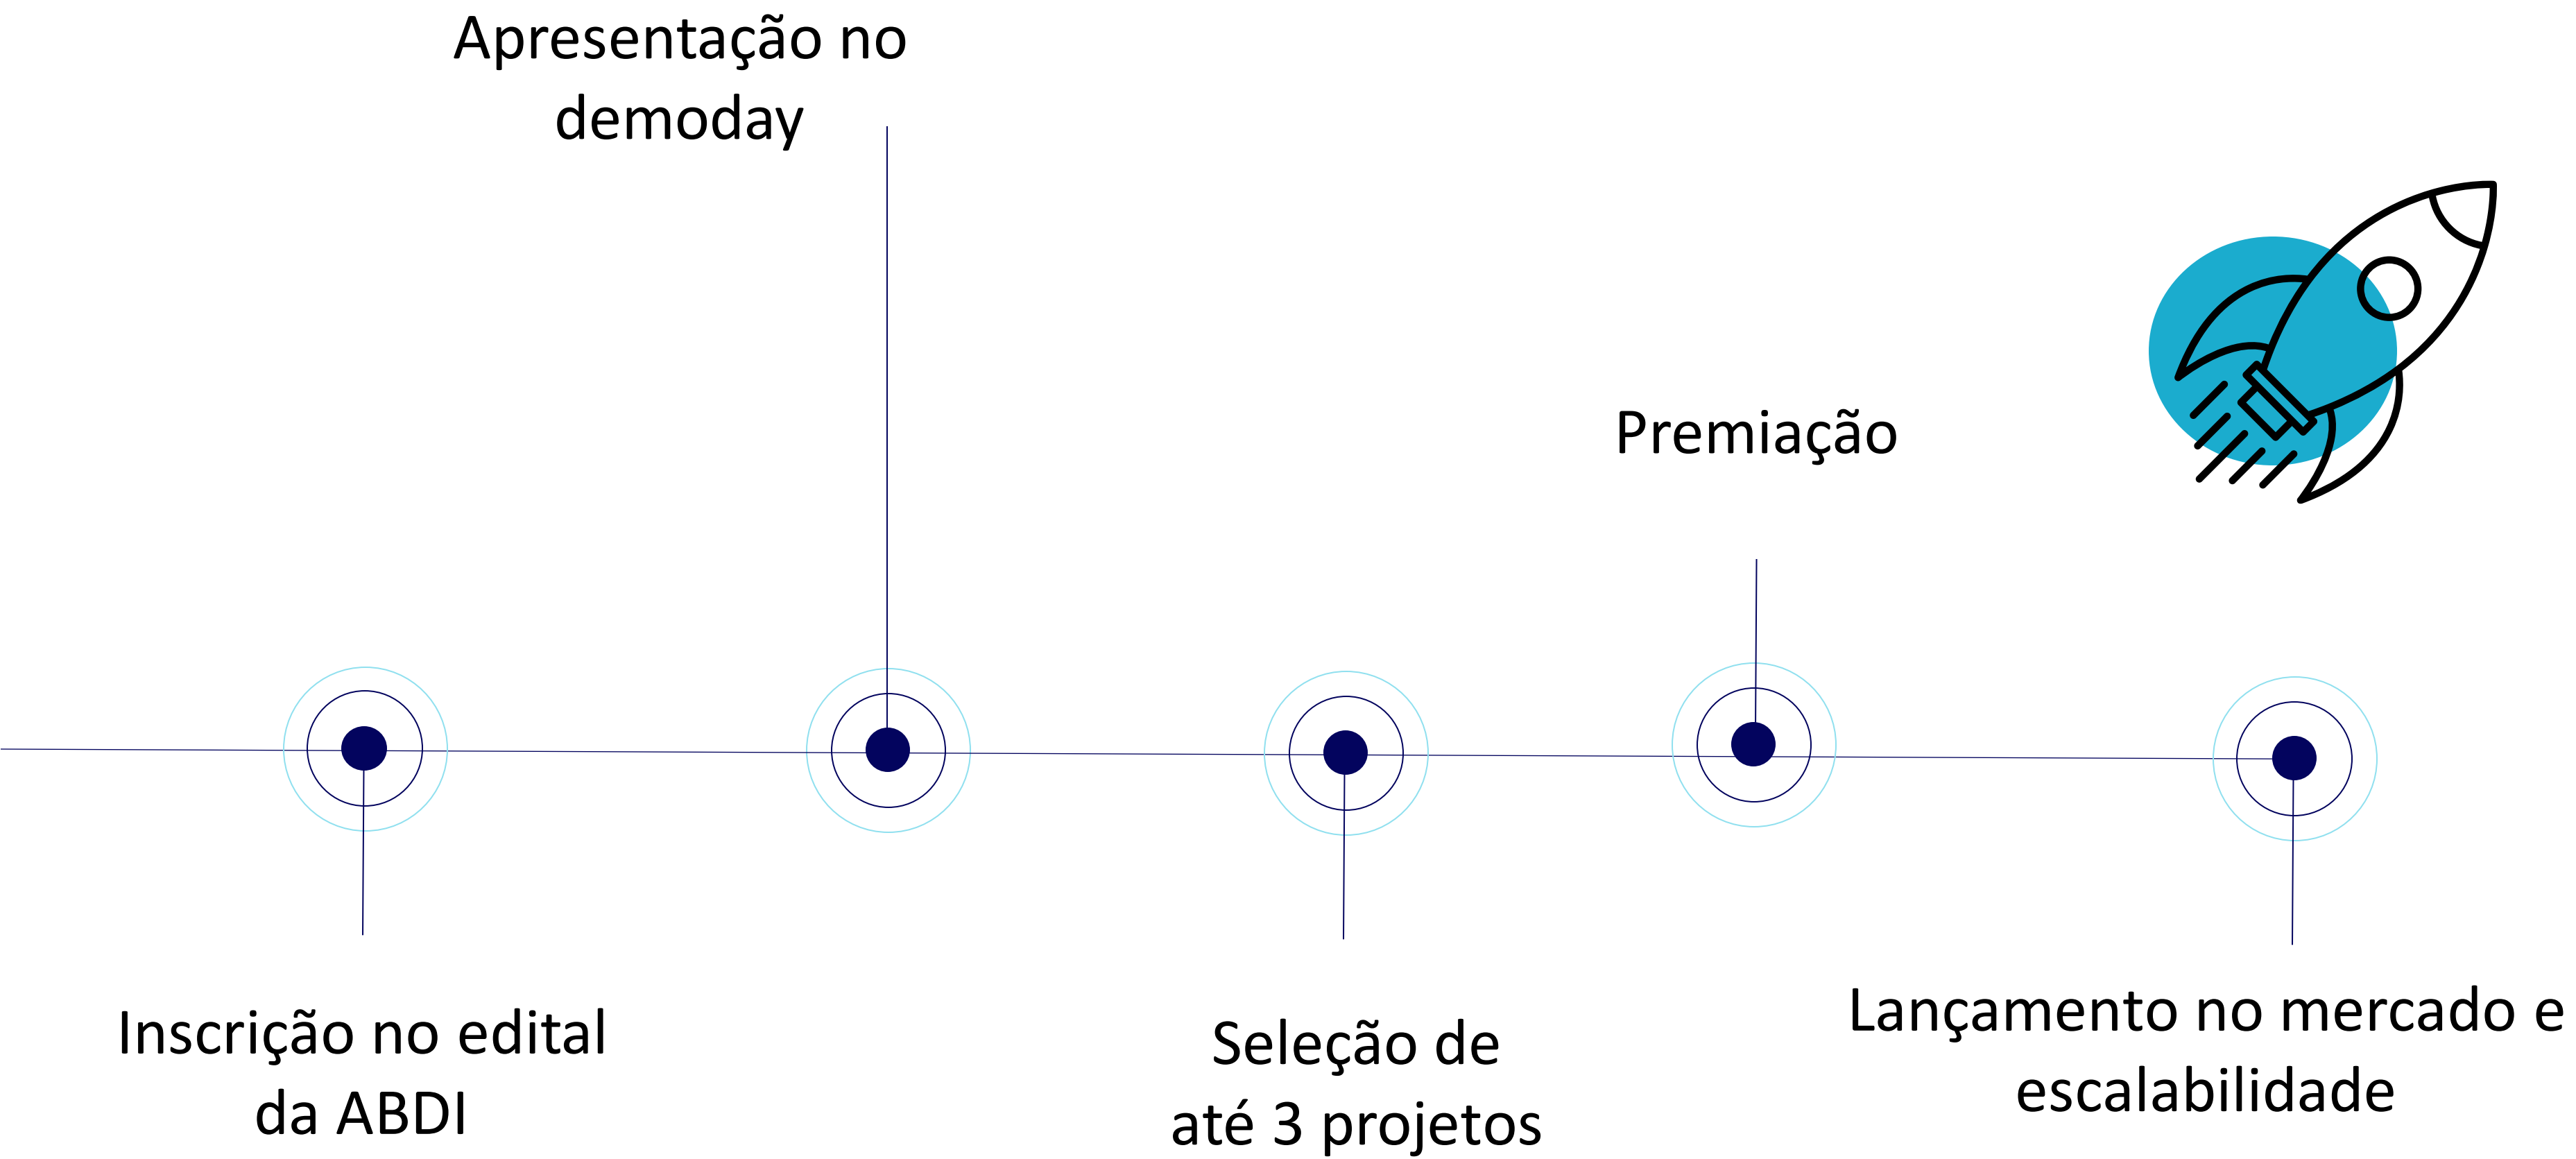 Apresentação no
demoday
Premiação
Inscrição no edital
da ABDI
Seleção de
até 3 projetos
Lançamento no mercado e
escalabilidade